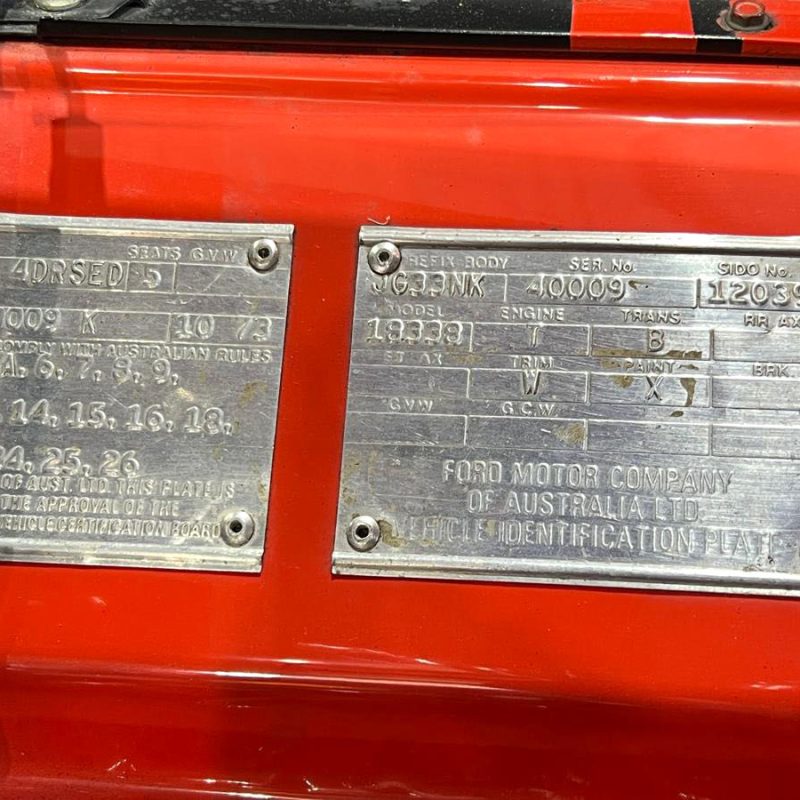 SEATS G.V.W
4DRSED 5
009 K 10 73
COMPLY WITH AUSTRALIAN RULES
A, 6, 7, 8, 9,
14, 15, 16, 18,
24, 25, 26
OF AUST. LTD. THIS PLATE IS
THE APPROVAL OF THE
VEHICLE CERTIFICATION BOARD
PREFIX BODY SER. No. SIDO No.
JG33NK 40009 12039
MODEL ENGINE TRANS RR AX
18338 T B
FT AX TRIM PAINT BRK.
W X
G.V.W G.C.W.
FORD MOTOR COMPANY
OF AUSTRALIA LTD.
VEHICLE IDENTIFICATION PLATE